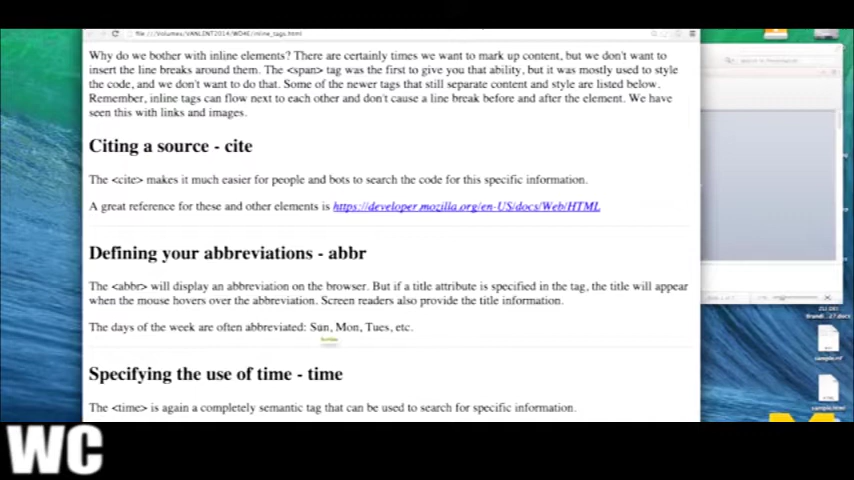 file:///Volumes/VANLENT2014/WD4E/inline_tags.html
Why do we bother with inline elements? There are certainly times we want to mark up content, but we don't want to
insert the line breaks around them. The <span> tag was the first to give you that ability, but it was mostly used to style
the code, and we don't want to do that. Some of the newer tags that still separate content and style are listed below.
Remember, inline tags can flow next to each other and don't cause a line break before and after the element. We have
seen this with links and images.
Citing a source - cite
The <cite> makes it much easier for people and bots to search the code for this specific information.
A great reference for these and other elements is https://developer.mozilla.org/en-US/docs/Web/HTML
Defining your abbreviations - abbr
The <abbr> will display an abbreviation on the browser. But if a title attribute is specified in the tag, the title will appear
when the mouse hovers over the abbreviation. Screen readers also provide the title information.
The days of the week are often abbreviated: Sun, Mon, Tues, etc.
Specifying the use of time - time
The <time> is again a completely semantic tag that can be used to search for specific information.
sample.rtf
sample.html
WC